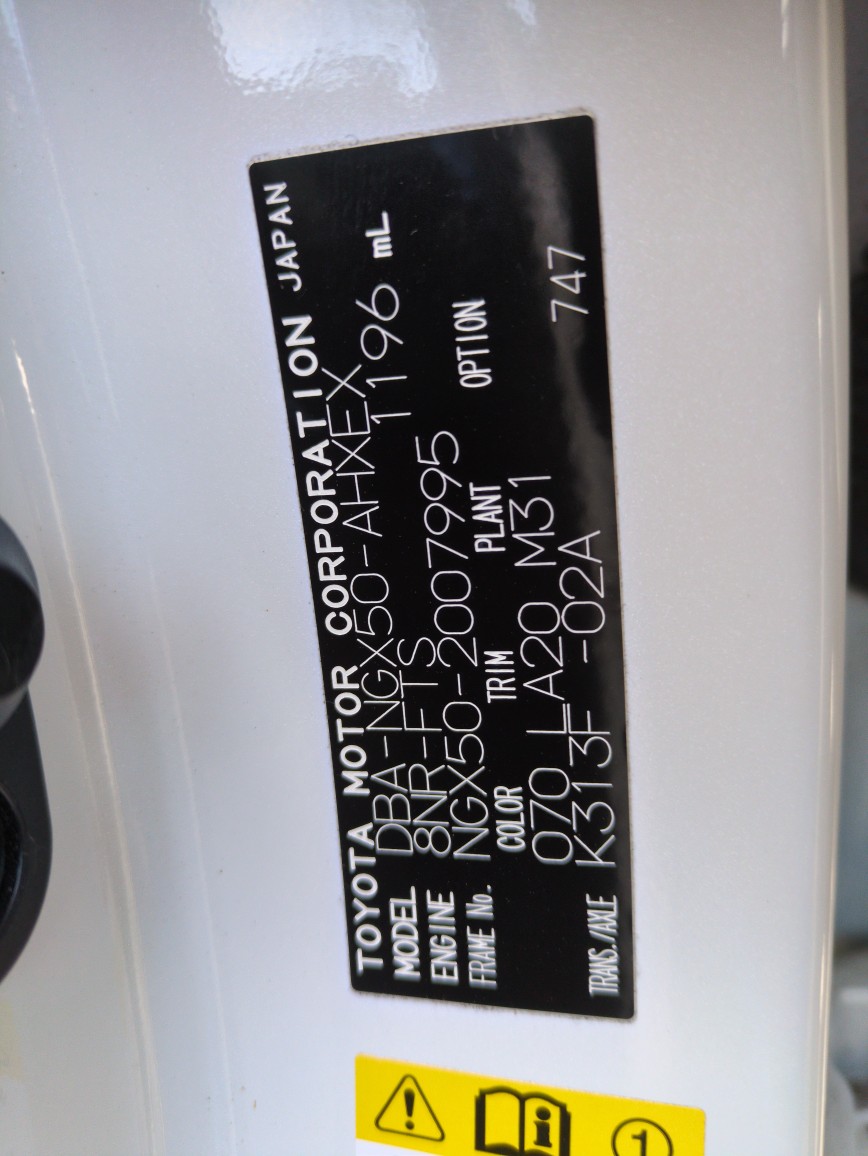 TOYOTA MOTOR CORPORATION JAPAN
MODEL DBA-NGX50-AHXEX
ENGINE 8NR-FTS 1196 mL
FRAME No. NGX50-2007995
COLOR TRIM PLANT OPTION
070 LA20 M31 747
TRANS./AXLE K313F -02A
1